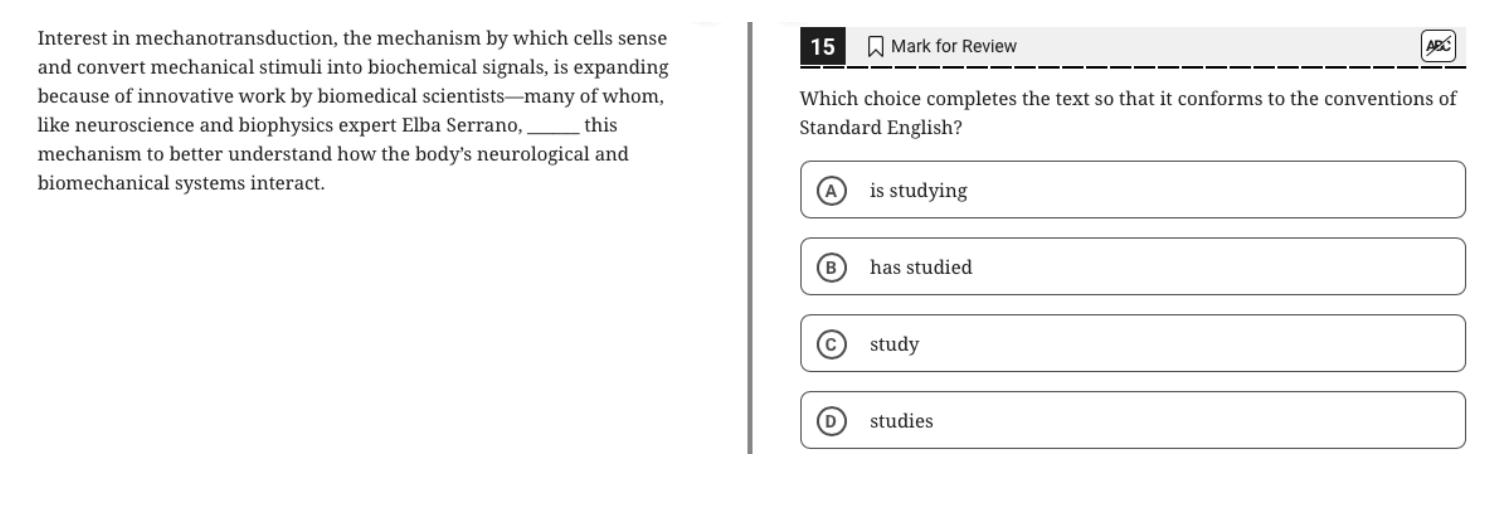 Interest in mechanotransduction, the mechanism by which cells sense
and convert mechanical stimuli into biochemical signals, is expanding
because of innovative work by biomedical scientists—many of whom,
like neuroscience and biophysics expert Elba Serrano, ______ this
mechanism to better understand how the body’s neurological and
biomechanical systems interact.
15 Mark for Review ABC
Which choice completes the text so that it conforms to the conventions of
Standard English?
A is studying
B has studied
C study
D studies